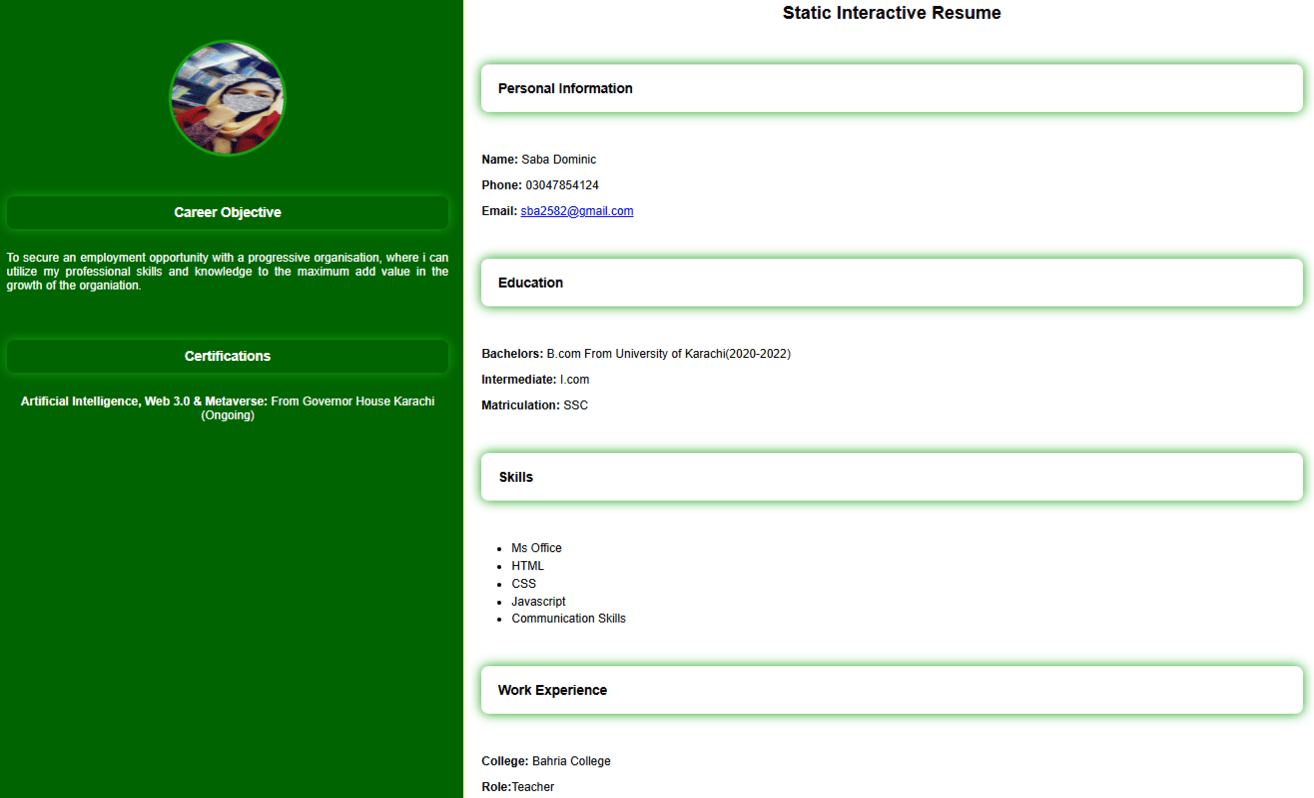 Career Objective
To secure an employment opportunity with a progressive organisation, where i can
utilize my professional skills and knowledge to the maximum add value in the
growth of the organiation.
Certifications
Artificial Intelligence, Web 3.0 & Metaverse: From Governor House Karachi
(Ongoing)
Static Interactive Resume
Personal Information
Name: Saba Dominic
Phone: 03047854124
Email: sba2582@gmail.com
Education
Bachelors: B.com From University of Karachi(2020-2022)
Intermediate: I.com
Matriculation: SSC
Skills
Ms Office
HTML
CSS
Javascript
Communication Skills
Work Experience
College: Bahria College
Role:Teacher